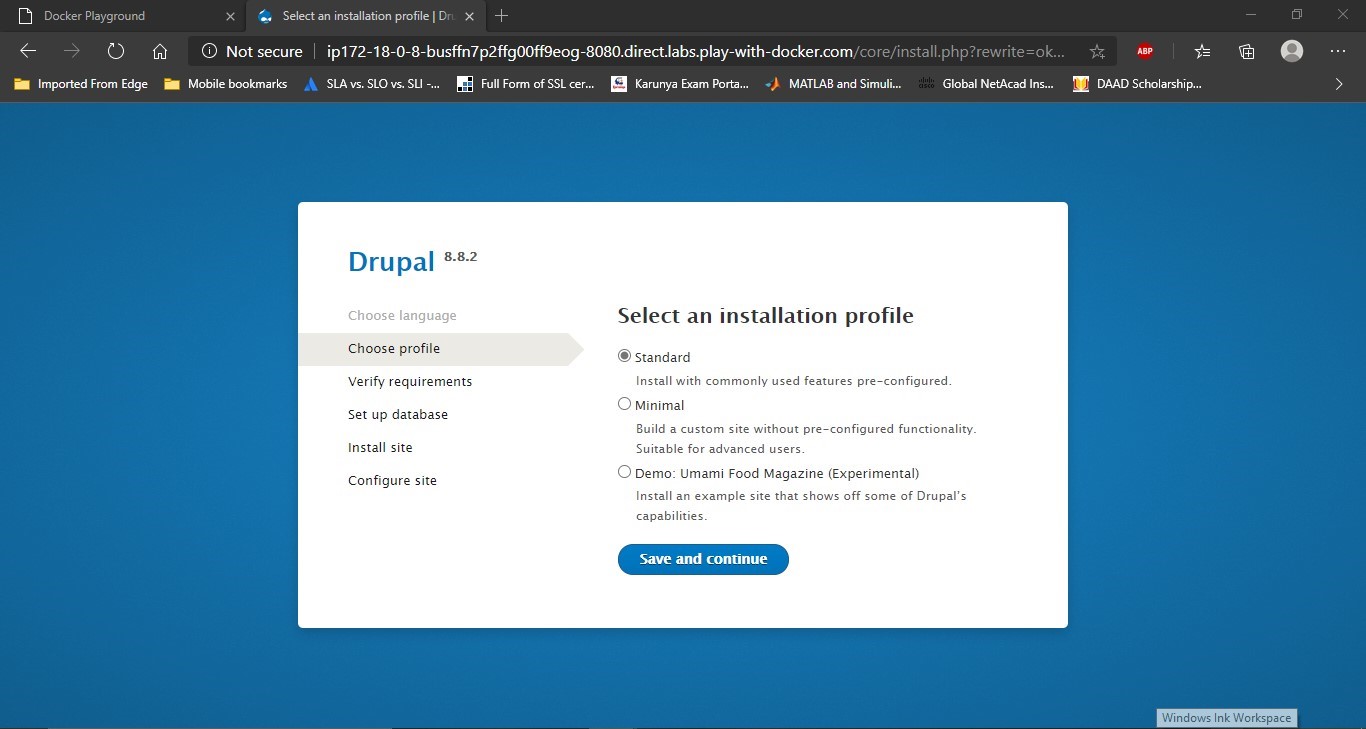 Docker Playground
Select an installation profile | Dr
Not secure
ip172-18-0-8-busffn7p2ffg00ff9eog-8080.direct.labs.play-with-docker.com/core/install.php?rewrite=ok...
ABP
Imported From Edge
Mobile bookmarks
SLA vs. SLO vs. SLI -...
Full Form of SSL cer...
Karunya Exam Porta...
MATLAB and Simuli...
Global NetAcad Ins...
DAAD Scholarship...
Drupal 8.8.2
Choose language
Choose profile
Verify requirements
Set up database
Install site
Configure site
Select an installation profile
Standard
Install with commonly used features pre-configured.
Minimal
Build a custom site without pre-configured functionality.
Suitable for advanced users.
Demo: Umami Food Magazine (Experimental)
Install an example site that shows off some of Drupal's
capabilities.
Save and continue
Windows Ink Workspace